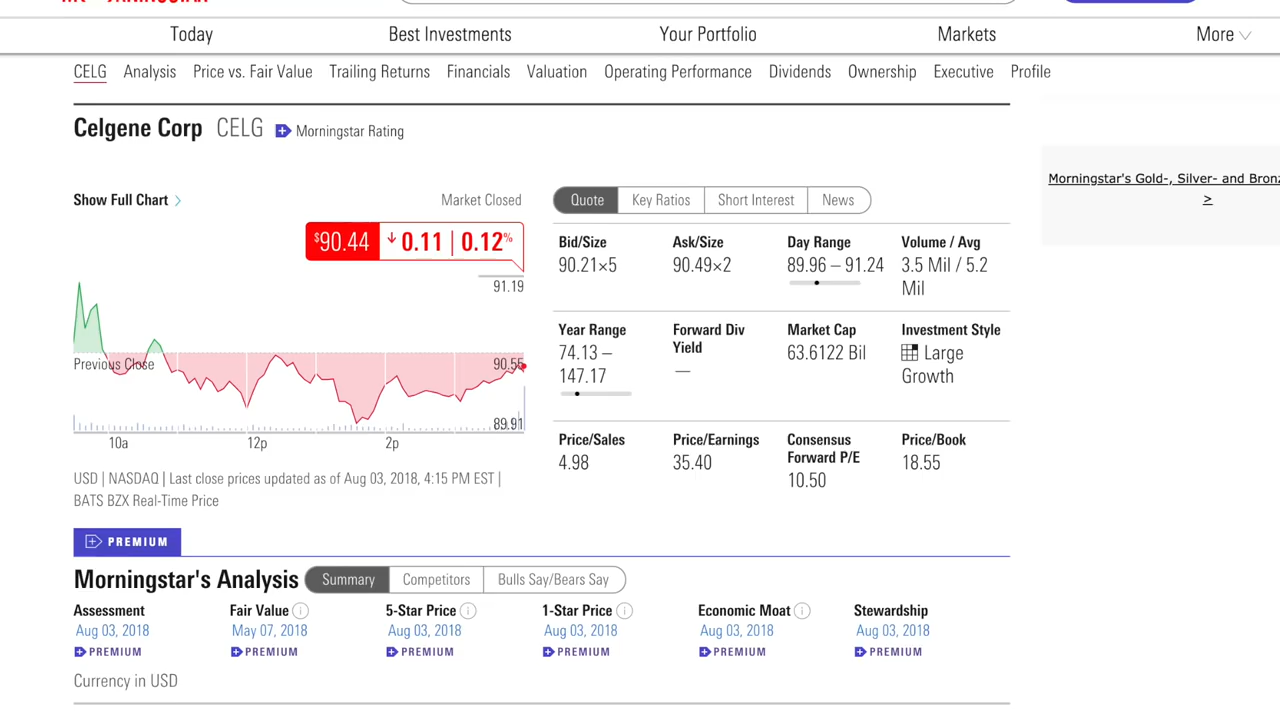 Today Best Investments Your Portfolio Markets More
CELG Analysis Price vs. Fair Value Trailing Returns Financials Valuation Operating Performance Dividends Ownership Executive Profile
Celgene Corp CELG Morningstar Rating
Morningstar's Gold-, Silver- and Bronz
>
Show Full Chart Market Closed
$90.44 0.11 | 0.12%
91.19
Previous Close 90.55
89.91
10a 12p 2p
USD | NASDAQ | Last close prices updated as of Aug 03, 2018, 4:15 PM EST |
BATS BZX Real-Time Price
Quote Key Ratios Short Interest News
Bid/Size Ask/Size Day Range Volume / Avg
90.21×5 90.49×2 89.96 – 91.24 3.5 Mil / 5.2
Mil
Year Range Forward Div Market Cap Investment Style
Yield
74.13 – — 63.6122 Bil Large
147.17 Growth
Price/Sales Price/Earnings Consensus Price/Book
Forward P/E
4.98 35.40 10.50 18.55
PREMIUM
Morningstar's Analysis Summary Competitors Bulls Say/Bears Say
Assessment Fair Value 5-Star Price 1-Star Price Economic Moat Stewardship
Aug 03, 2018 May 07, 2018 Aug 03, 2018 Aug 03, 2018 Aug 03, 2018 Aug 03, 2018
PREMIUM PREMIUM PREMIUM PREMIUM PREMIUM PREMIUM
Currency in USD